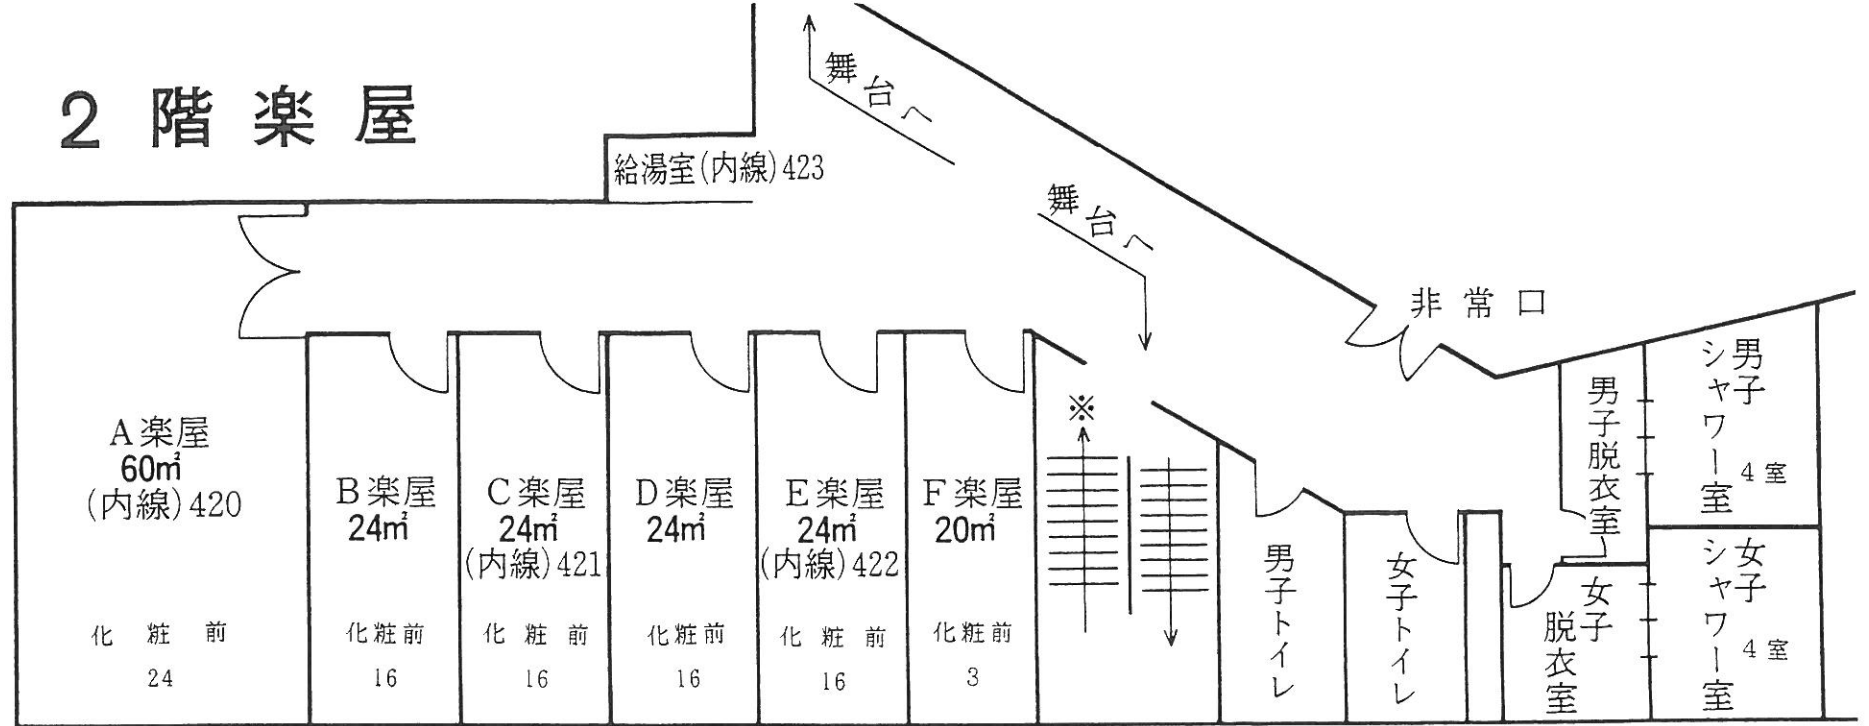 2階楽屋
舞台へ
給湯室(内線)423
舞台へ
非常口
A楽屋
60㎡
(内線)420
化粧前
24
B楽屋
24㎡
化粧前
16
C楽屋
24㎡
(内線)421
化粧前
16
D楽屋
24㎡
化粧前
16
E楽屋
24㎡
(内線)422
化粧前
16
F楽屋
20㎡
化粧前
3
※
男子トイレ
女子トイレ
男子脱衣室
男子
シャワー室
4室
女子
脱衣室
女子
シャワー室
4室